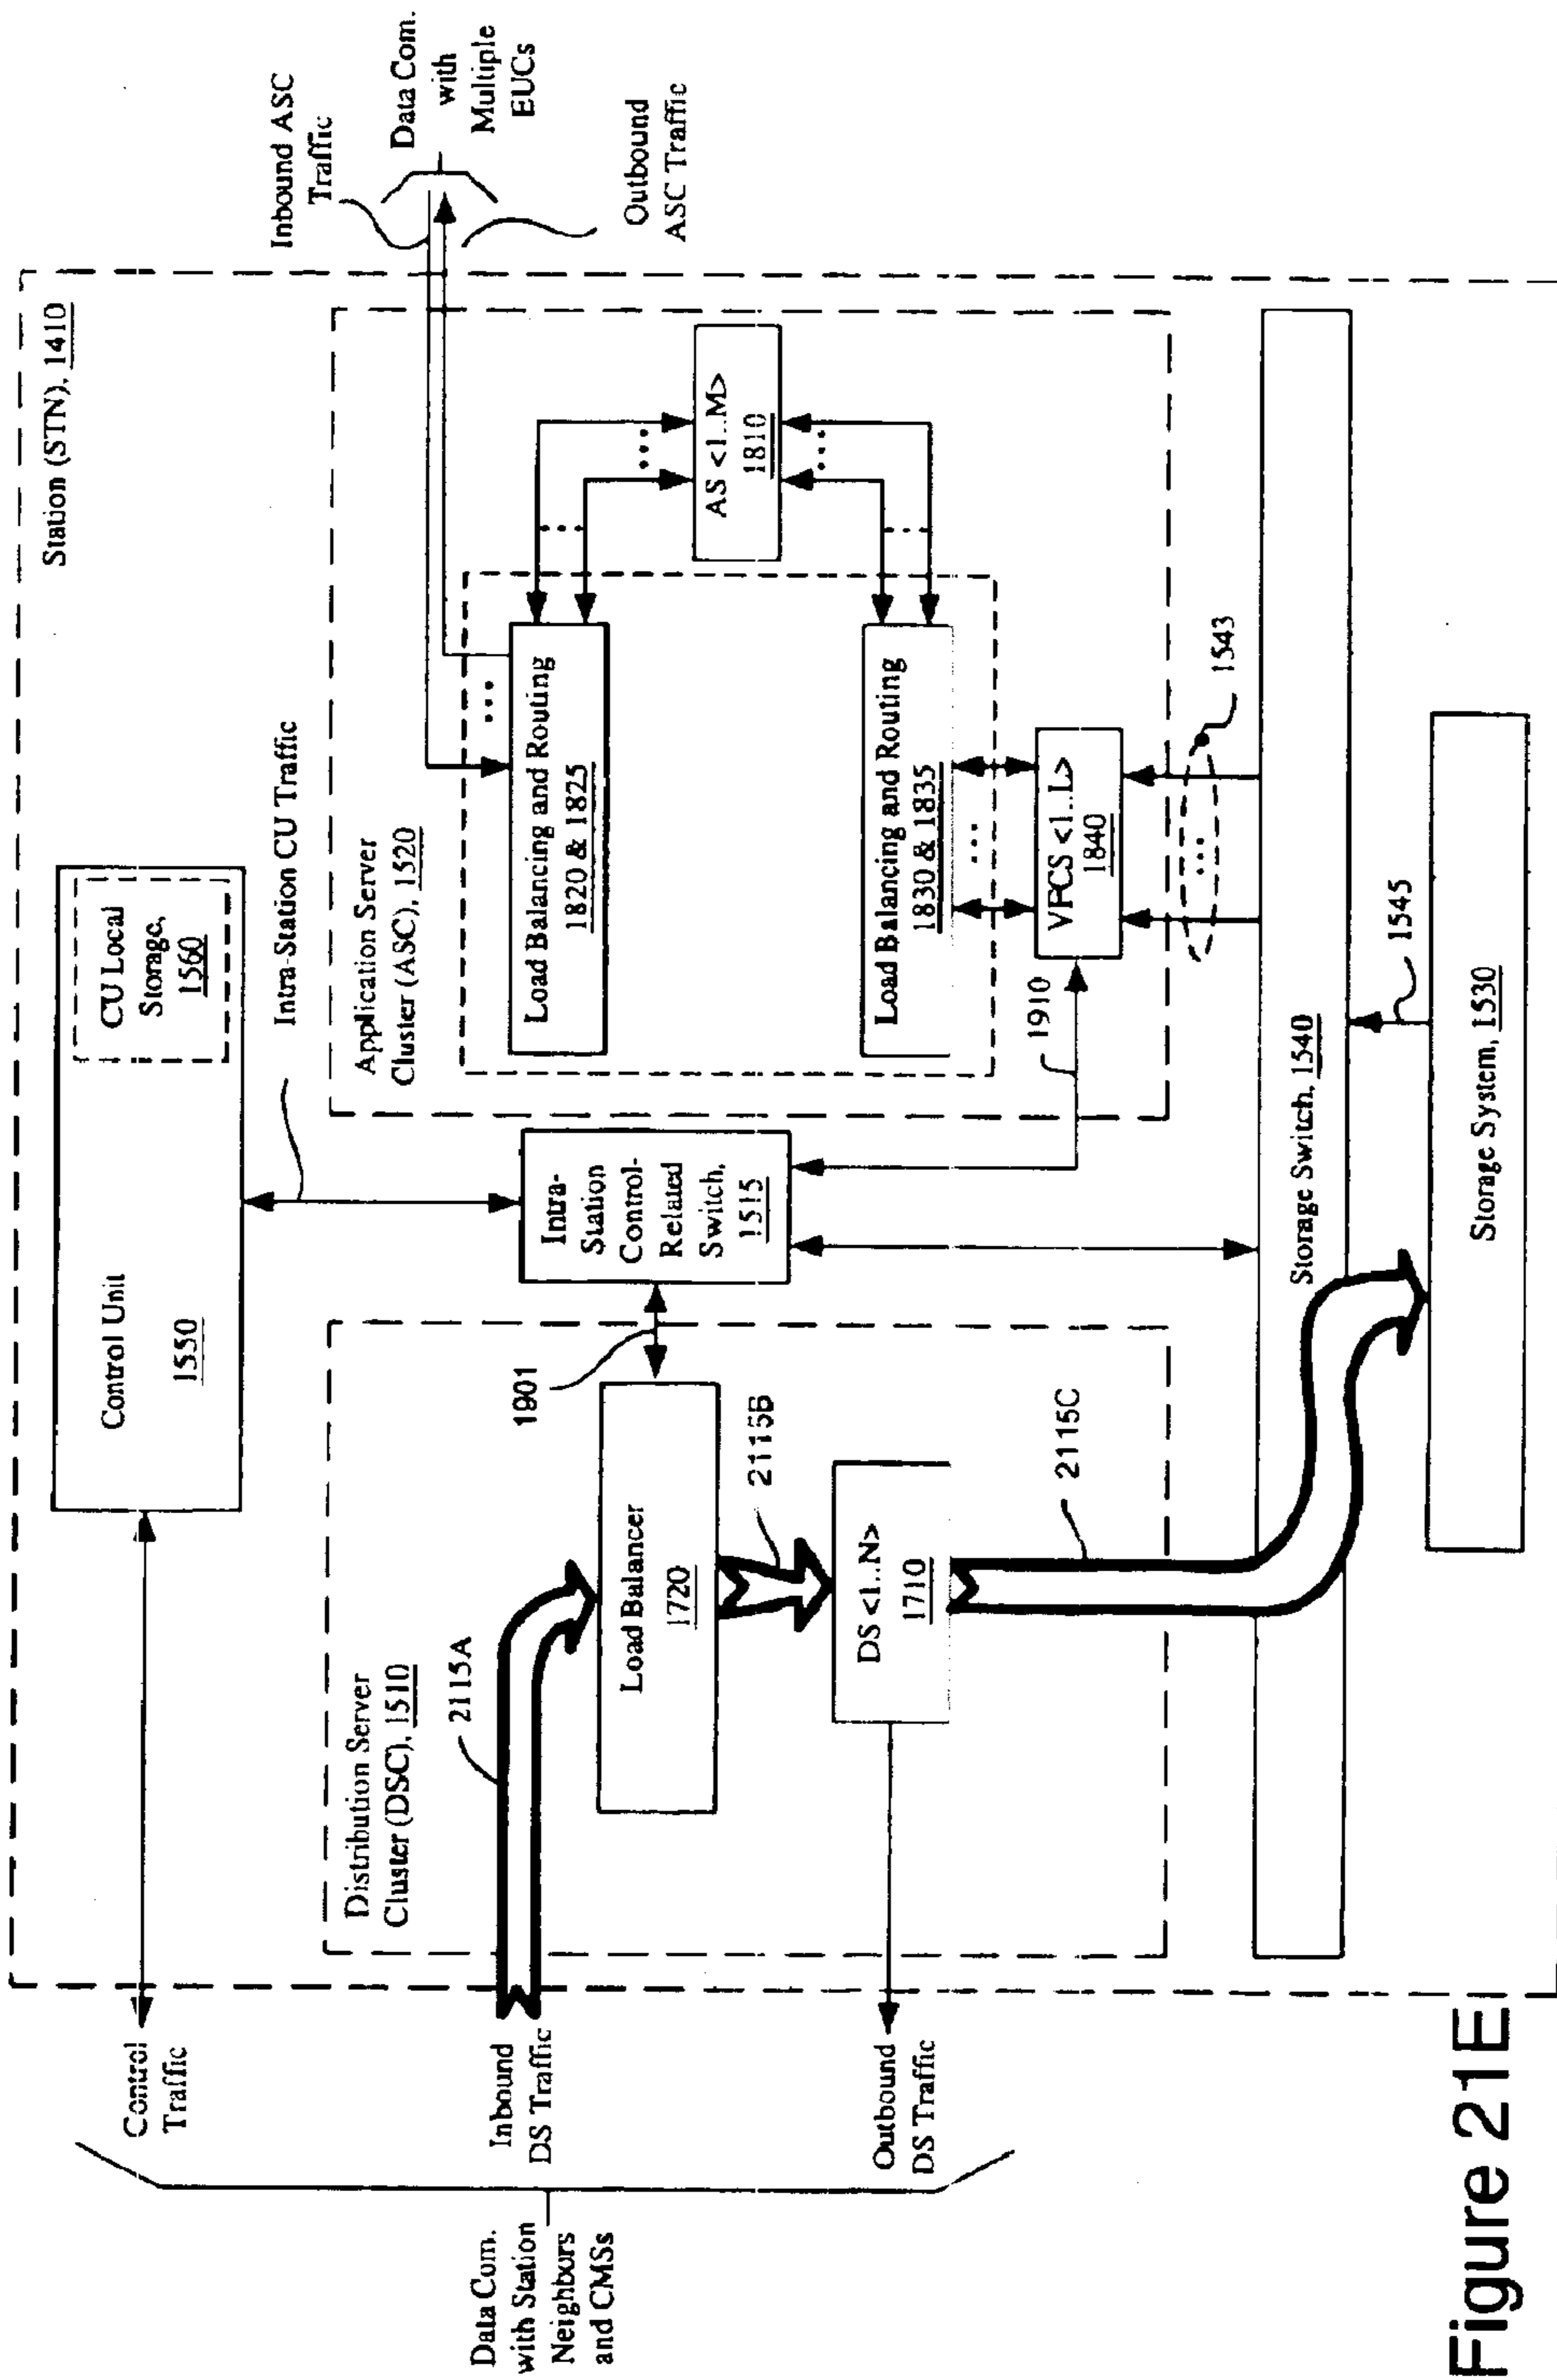 Station (STN), 1410
Control
Traffic
Control Unit
1550
CU Local
Storage,
1560
Intra-Station CU Traffic
Inbound ASC
Traffic
Data Com.
with
Multiple
EUCs
Outbound
ASC Traffic
Data Com.
with Station
Neighbors
and CMSs
Inbound
DS Traffic
Outbound
DS Traffic
Distribution Server
Cluster (DSC), 1510
2115A
Load Balancer
1720
1901
2115B
DS <1..N>
1710
2115C
Intra-
Station
Control-
Related
Switch,
1515
Application Server
Cluster (ASC), 1520
Load Balancing and Routing
1820 & 1825
...
...
...
AS <1..M>
1810
...
...
Load Balancing and Routing
1830 & 1835
...
1910
VRCS <1..L>
1840
...
1543
Storage Switch, 1540
1545
Storage System, 1530
Figure 21E